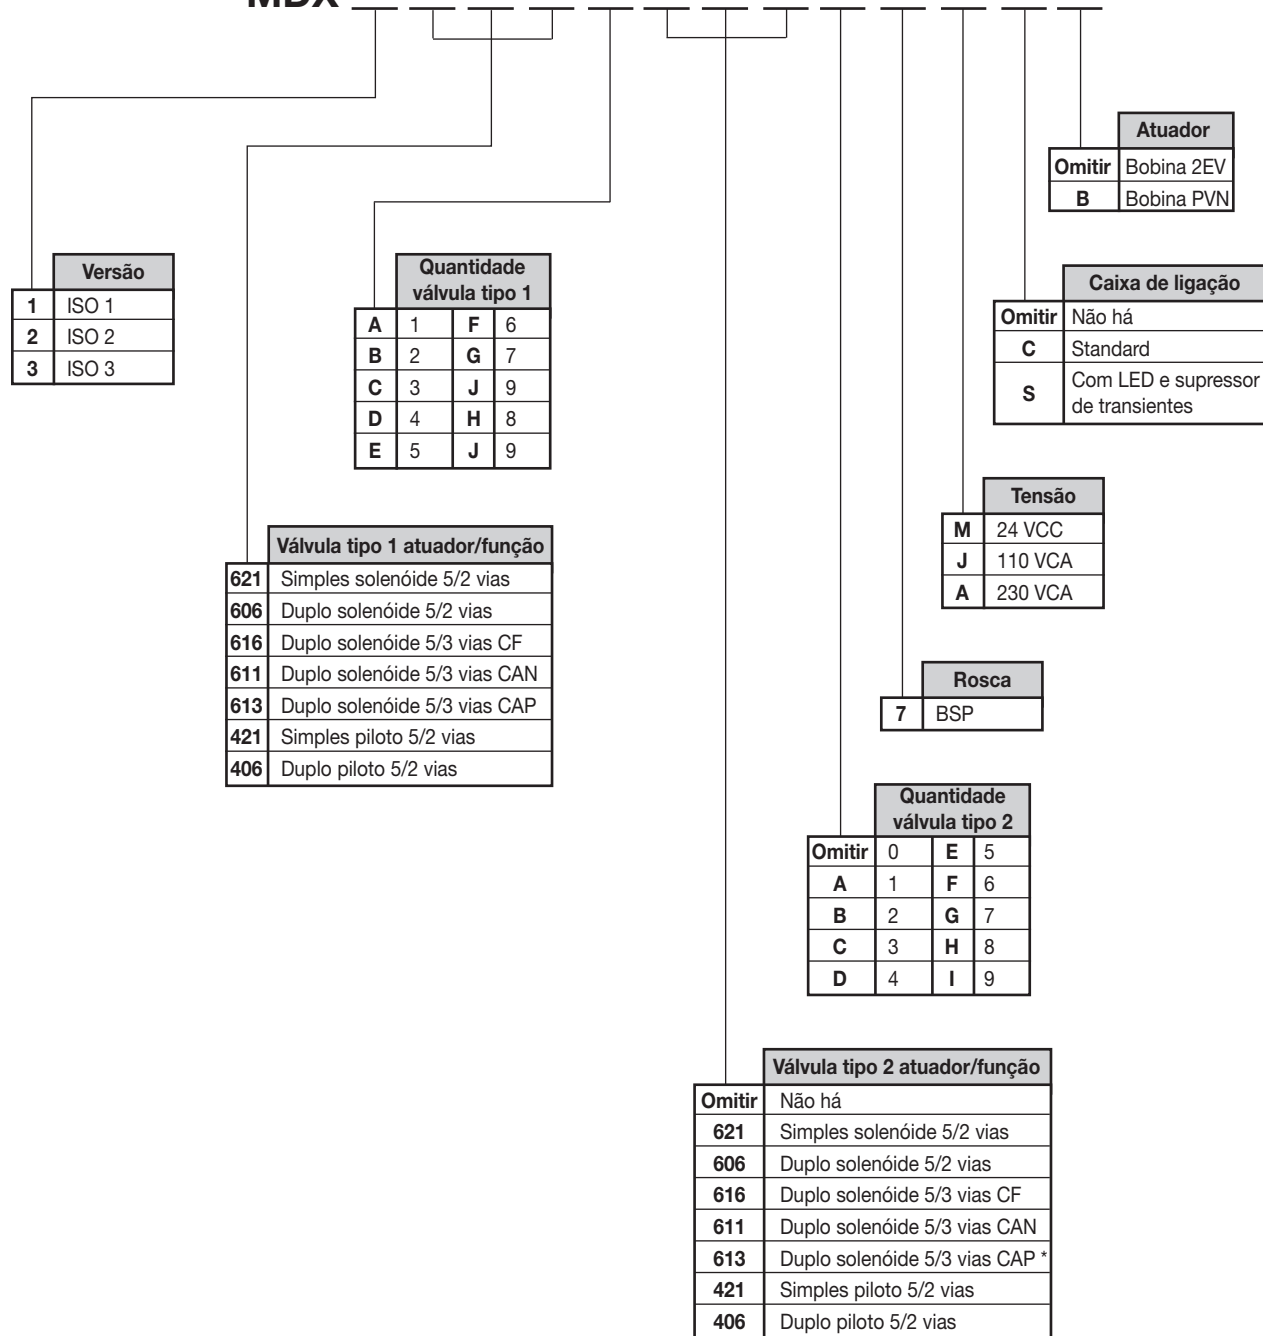 MDX
Atuador
Omitir Bobina 2EV
B Bobina PVN
Versão
1 ISO 1
2 ISO 2
3 ISO 3
Quantidade
válvula tipo 1
A 1 F 6
B 2 G 7
C 3 J 9
D 4 H 8
E 5 J 9
Caixa de ligação
Omitir Não há
C Standard
S Com LED e supressor
de transientes
Tensão
M 24 VCC
J 110 VCA
A 230 VCA
Válvula tipo 1 atuador/função
621 Simples solenóide 5/2 vias
606 Duplo solenóide 5/2 vias
616 Duplo solenóide 5/3 vias CF
611 Duplo solenóide 5/3 vias CAN
613 Duplo solenóide 5/3 vias CAP
421 Simples piloto 5/2 vias
406 Duplo piloto 5/2 vias
Rosca
7 BSP
Quantidade
válvula tipo 2
Omitir 0 E 5
A 1 F 6
B 2 G 7
C 3 H 8
D 4 I 9
Válvula tipo 2 atuador/função
Omitir Não há
621 Simples solenóide 5/2 vias
606 Duplo solenóide 5/2 vias
616 Duplo solenóide 5/3 vias CF
611 Duplo solenóide 5/3 vias CAN
613 Duplo solenóide 5/3 vias CAP *
421 Simples piloto 5/2 vias
406 Duplo piloto 5/2 vias